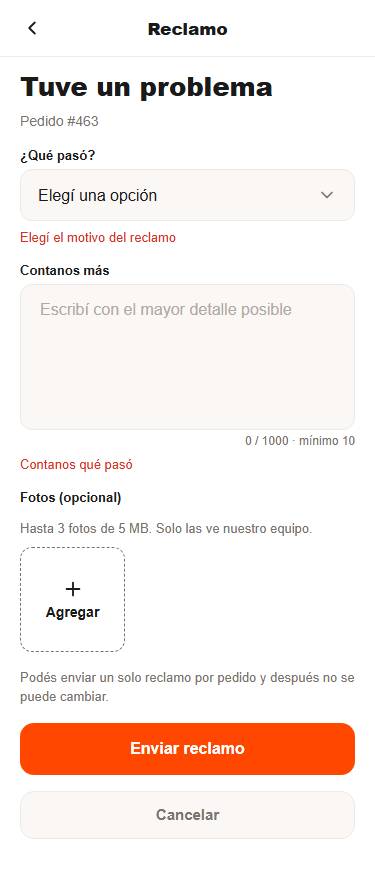 Reclamo
Tuve un problema
Pedido #463
¿Qué pasó?
Elegí una opción
Elegí el motivo del reclamo
Contanos más
Escribí con el mayor detalle posible
0 / 1000 · mínimo 10
Contanos qué pasó
Fotos (opcional)
Hasta 3 fotos de 5 MB. Solo las ve nuestro equipo.
Agregar
Podés enviar un solo reclamo por pedido y después no se
puede cambiar.
Enviar reclamo
Cancelar